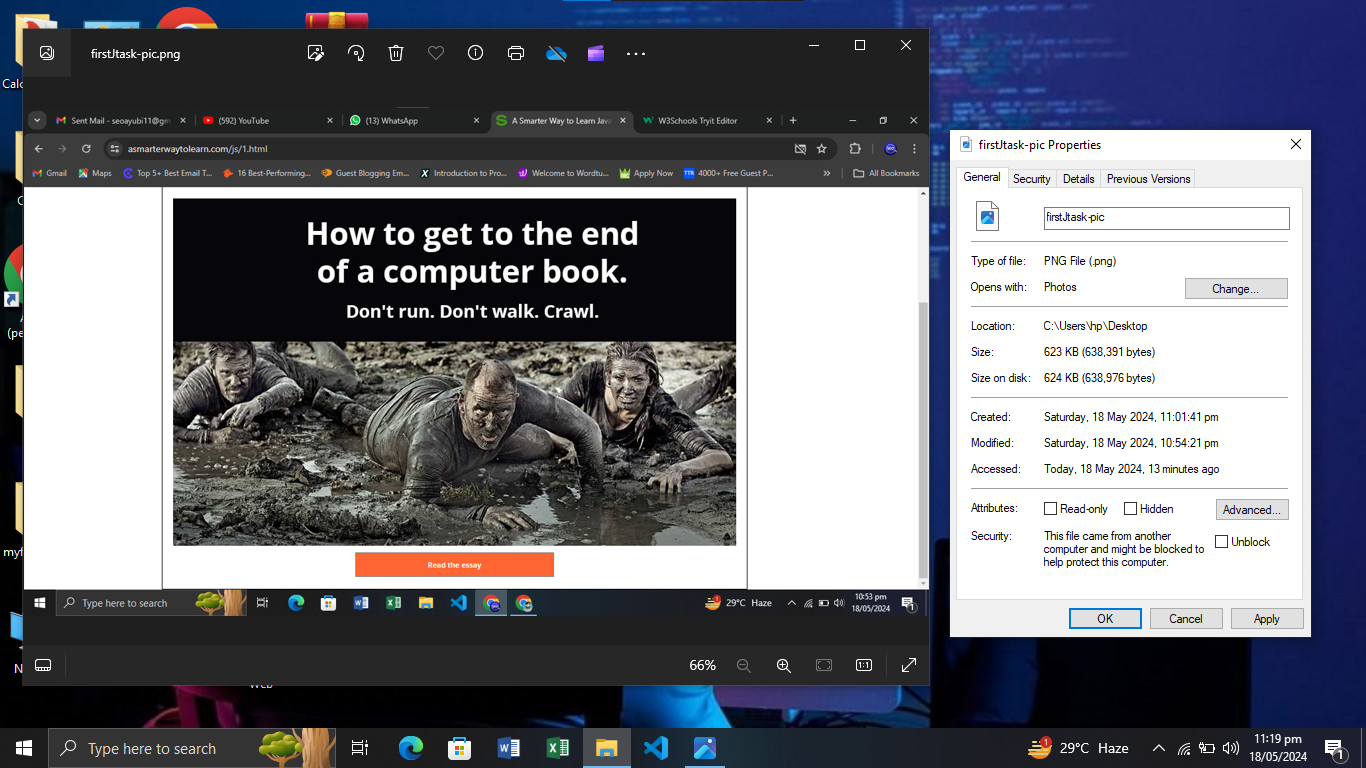 firstJtask-pic.png
Sent Mail - seoayubi11@gm
(592) YouTube
(13) WhatsApp
A Smarter Way to Learn Java
W3Schools Tryit Editor
asmarterwaytolearn.com/js/1.html
Gmail
Maps
Top 5+ Best Email T...
16 Best-Performing...
Guest Blogging Em...
Introduction to Pro...
Welcome to Wordtu...
Apply Now
4000+ Free Guest P...
All Bookmarks
How to get to the end
of a computer book.
Don't run. Don't walk. Crawl.
Read the essay
Type here to search
29°C Haze
10:53 pm
18/05/2024
66%
1:1
firstJtask-pic Properties
General
Security
Details
Previous Versions
firstJtask-pic
Type of file: PNG File (.png)
Opens with: Photos
Change...
Location: C:\Users\hp\Desktop
Size: 623 KB (638,391 bytes)
Size on disk: 624 KB (638,976 bytes)
Created: Saturday, 18 May 2024, 11:01:41 pm
Modified: Saturday, 18 May 2024, 10:54:21 pm
Accessed: Today, 18 May 2024, 13 minutes ago
Attributes: Read-only Hidden
Advanced...
Security: This file came from another
computer and might be blocked to
help protect this computer.
Unblock
OK
Cancel
Apply
Type here to search
29°C Haze
11:19 pm
18/05/2024